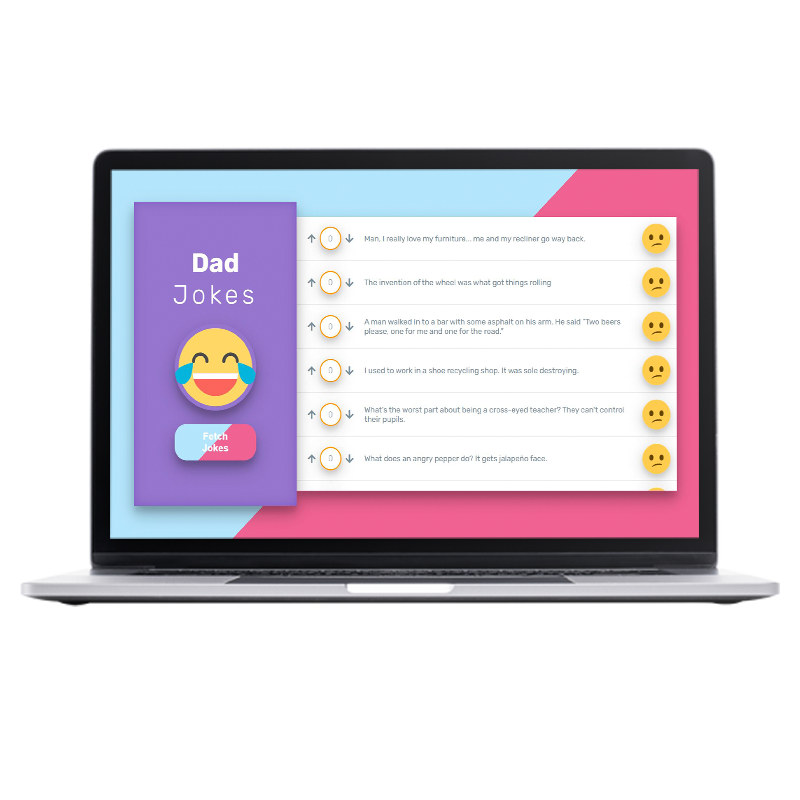 Dad
Jokes
Fetch
Jokes
0
Man, I really love my furniture... me and my recliner go way back.
0
The invention of the wheel was what got things rolling
0
A man walked in to a bar with some asphalt on his arm. He said "Two beers
please, one for me and one for the road."
0
I used to work in a shoe recycling shop. It was sole destroying.
0
What's the worst part about being a cross-eyed teacher? They can't control
their pupils.
0
What does an angry pepper do? It gets jalapeño face.